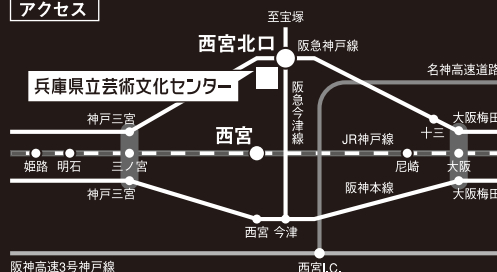 アクセス
至宝塚
西宮北口
阪急神戸線
名神高速道路
兵庫県立芸術文化センター
阪急今津線
神戸三宮
西宮
JR神戸線
十三
大阪梅田
姫路
明石
三ノ宮
尼崎
大阪
神戸三宮
阪神本線
大阪梅田
西宮
今津
阪神高速3号神戸線
西宮I.C.